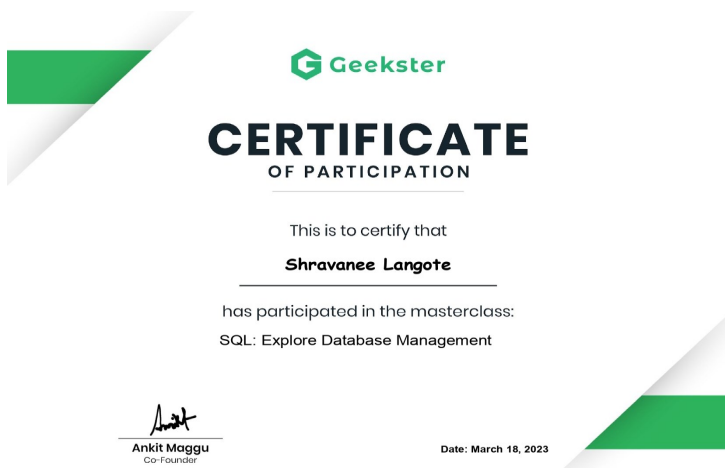 Geekster
CERTIFICATE
OF PARTICIPATION
This is to certify that
Shravanee Langote
has participated in the masterclass:
SQL: Explore Database Management
Ankit Maggu
Co-Founder
Date: March 18, 2023